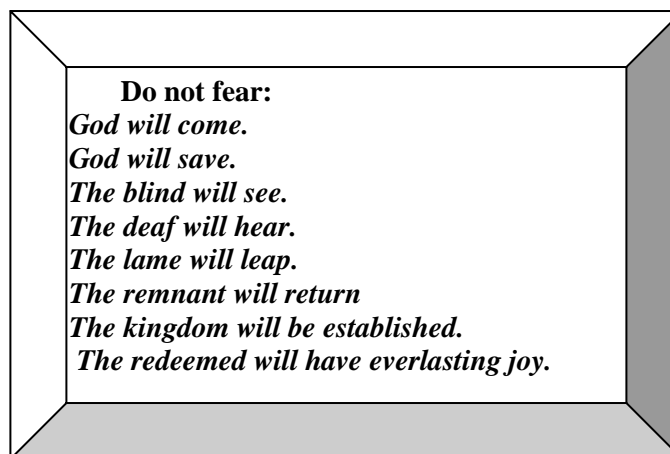 Do not fear:
God will come.
God will save.
The blind will see.
The deaf will hear.
The lame will leap.
The remnant will return
The kingdom will be established.
The redeemed will have everlasting joy.